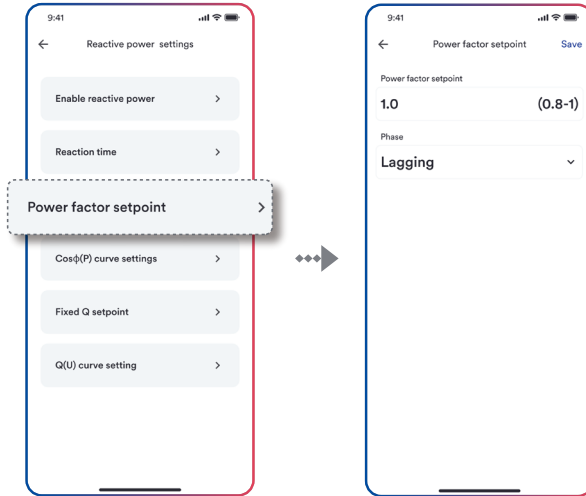 9:41
Reactive power settings
Enable reactive power
Reaction time
Power factor setpoint
Cosϕ(P) curve settings
Fixed Q setpoint
Q(U) curve setting
9:41
Power factor setpoint Save
Power factor setpoint
1.0 (0.8-1)
Phase
Lagging